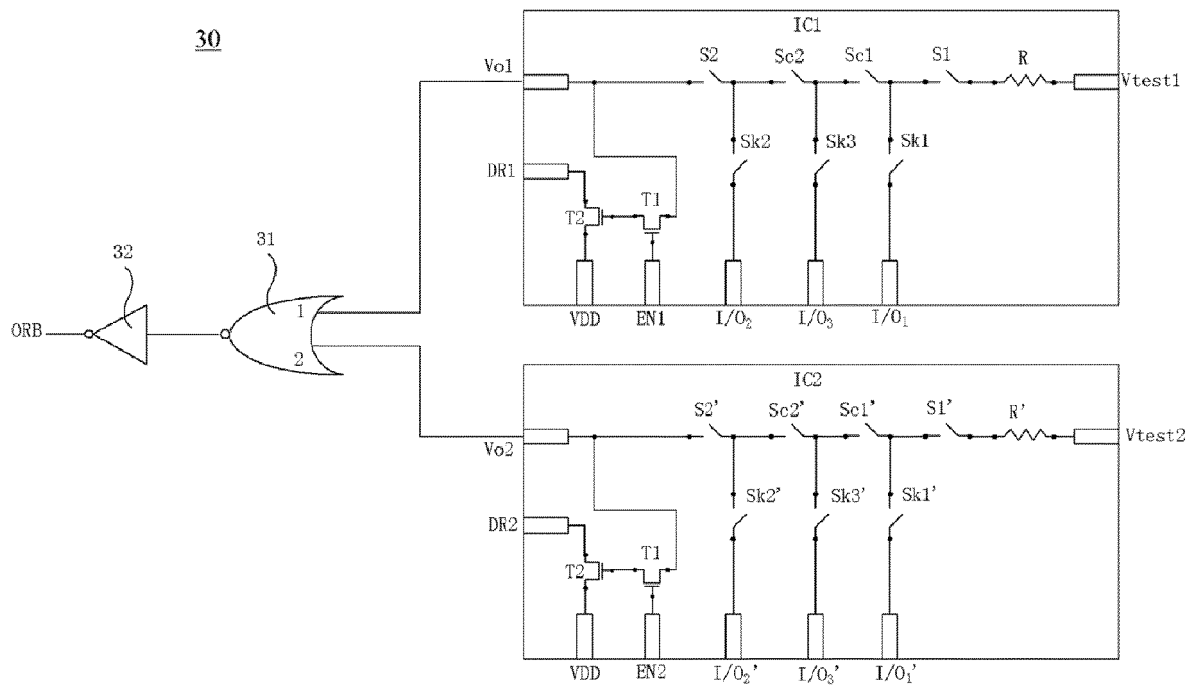 30
IC1
S2 Sc2 Sc1 S1 R
Vo1
Vtest1
Sk2 Sk3 Sk1
DR1
T1
T2
VDD EN1 I/O₂ I/O₃ I/O₁
32
31
ORB
1
2
IC2
S2' Sc2' Sc1' S1' R'
Vo2
Vtest2
Sk2' Sk3' Sk1'
DR2
T1
T2
VDD EN2 I/O₂' I/O₃' I/O₁'